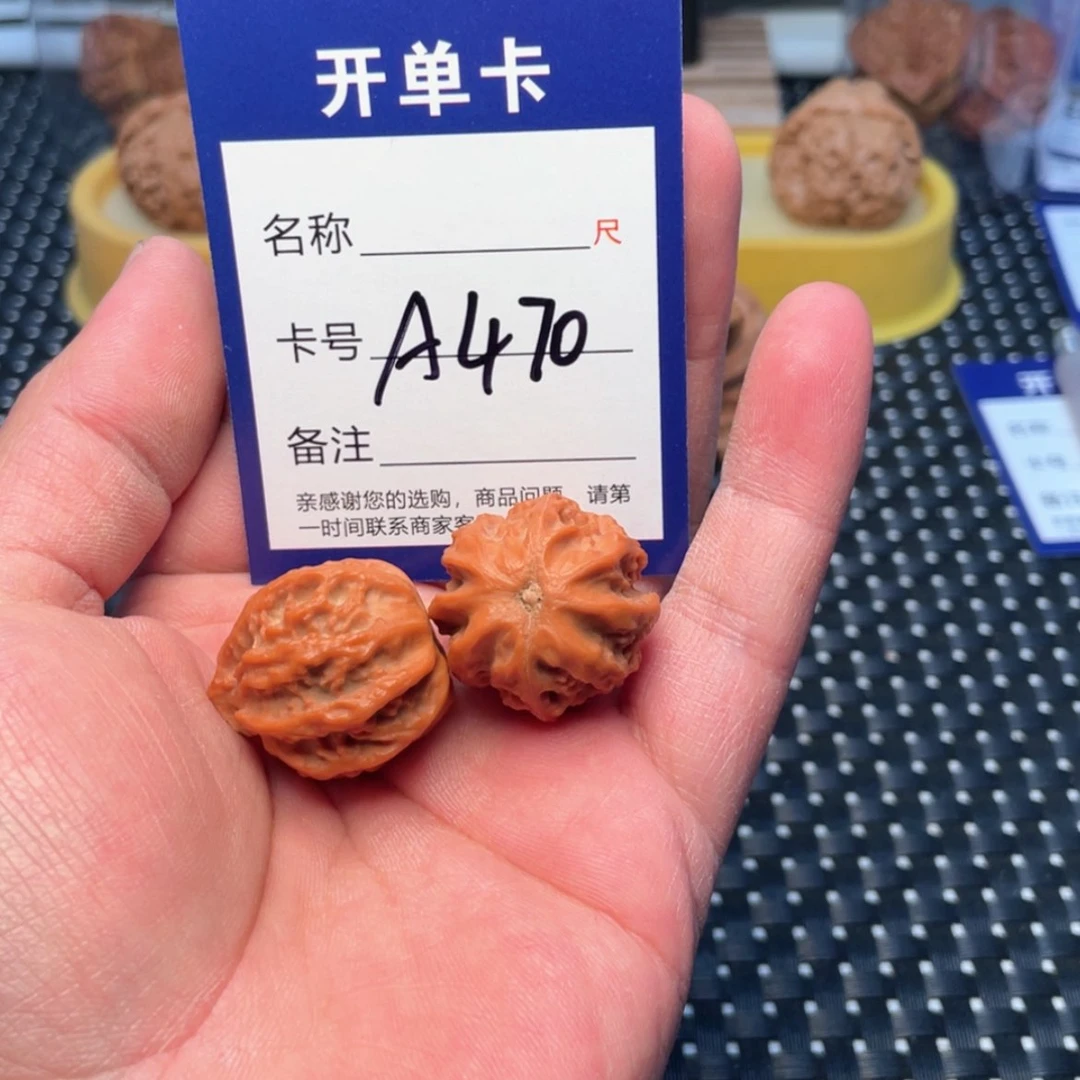 开单卡
名称 尺
卡号 A470
备注
亲感谢您的选购，商品问题 请第
一时间联系商家客